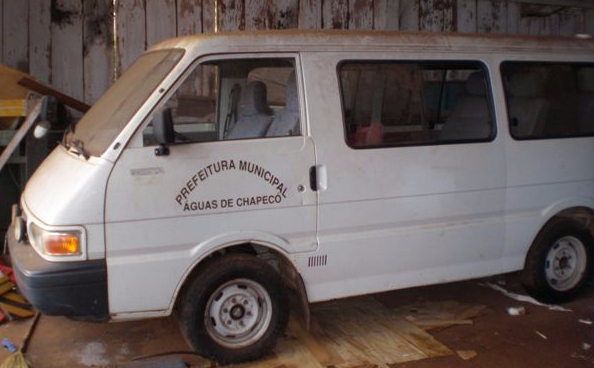 PREFEITURA MUNICIPAL
ÁGUAS DE CHAPECÓ